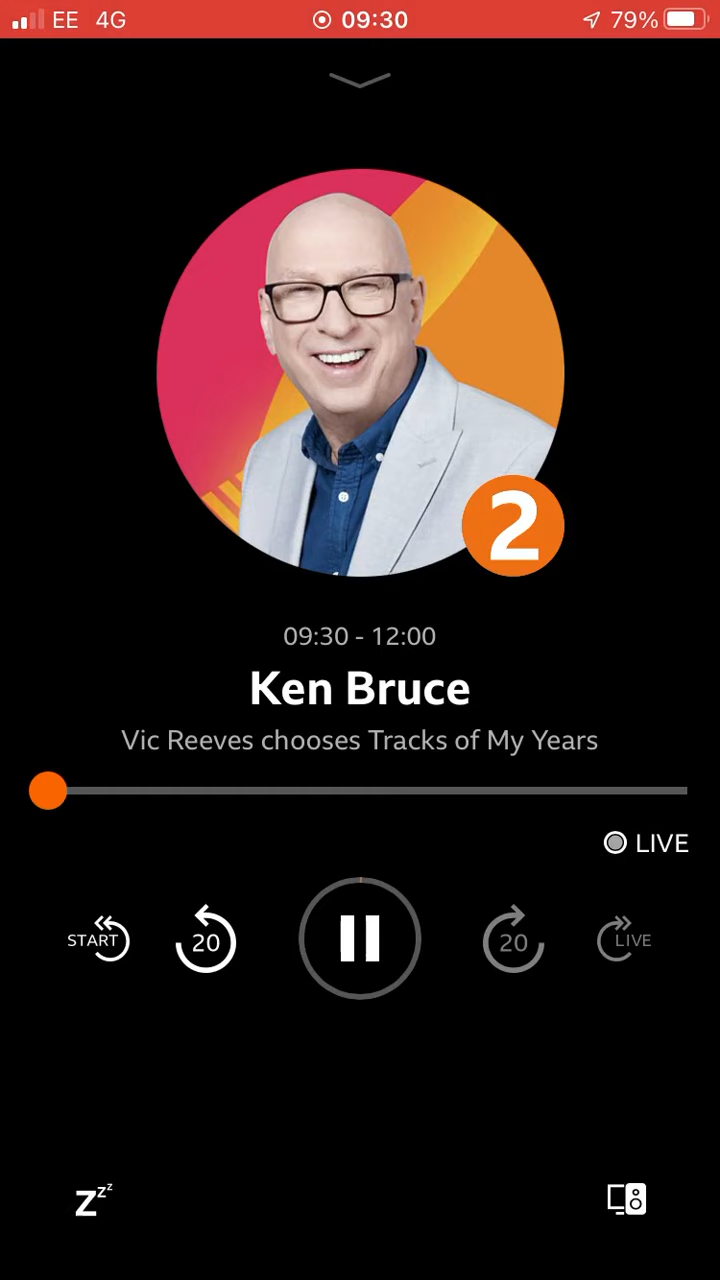 EE 4G 09:30 79%
2
09:30 - 12:00
Ken Bruce
Vic Reeves chooses Tracks of My Years
LIVE
START 20 20 LIVE
Zzz